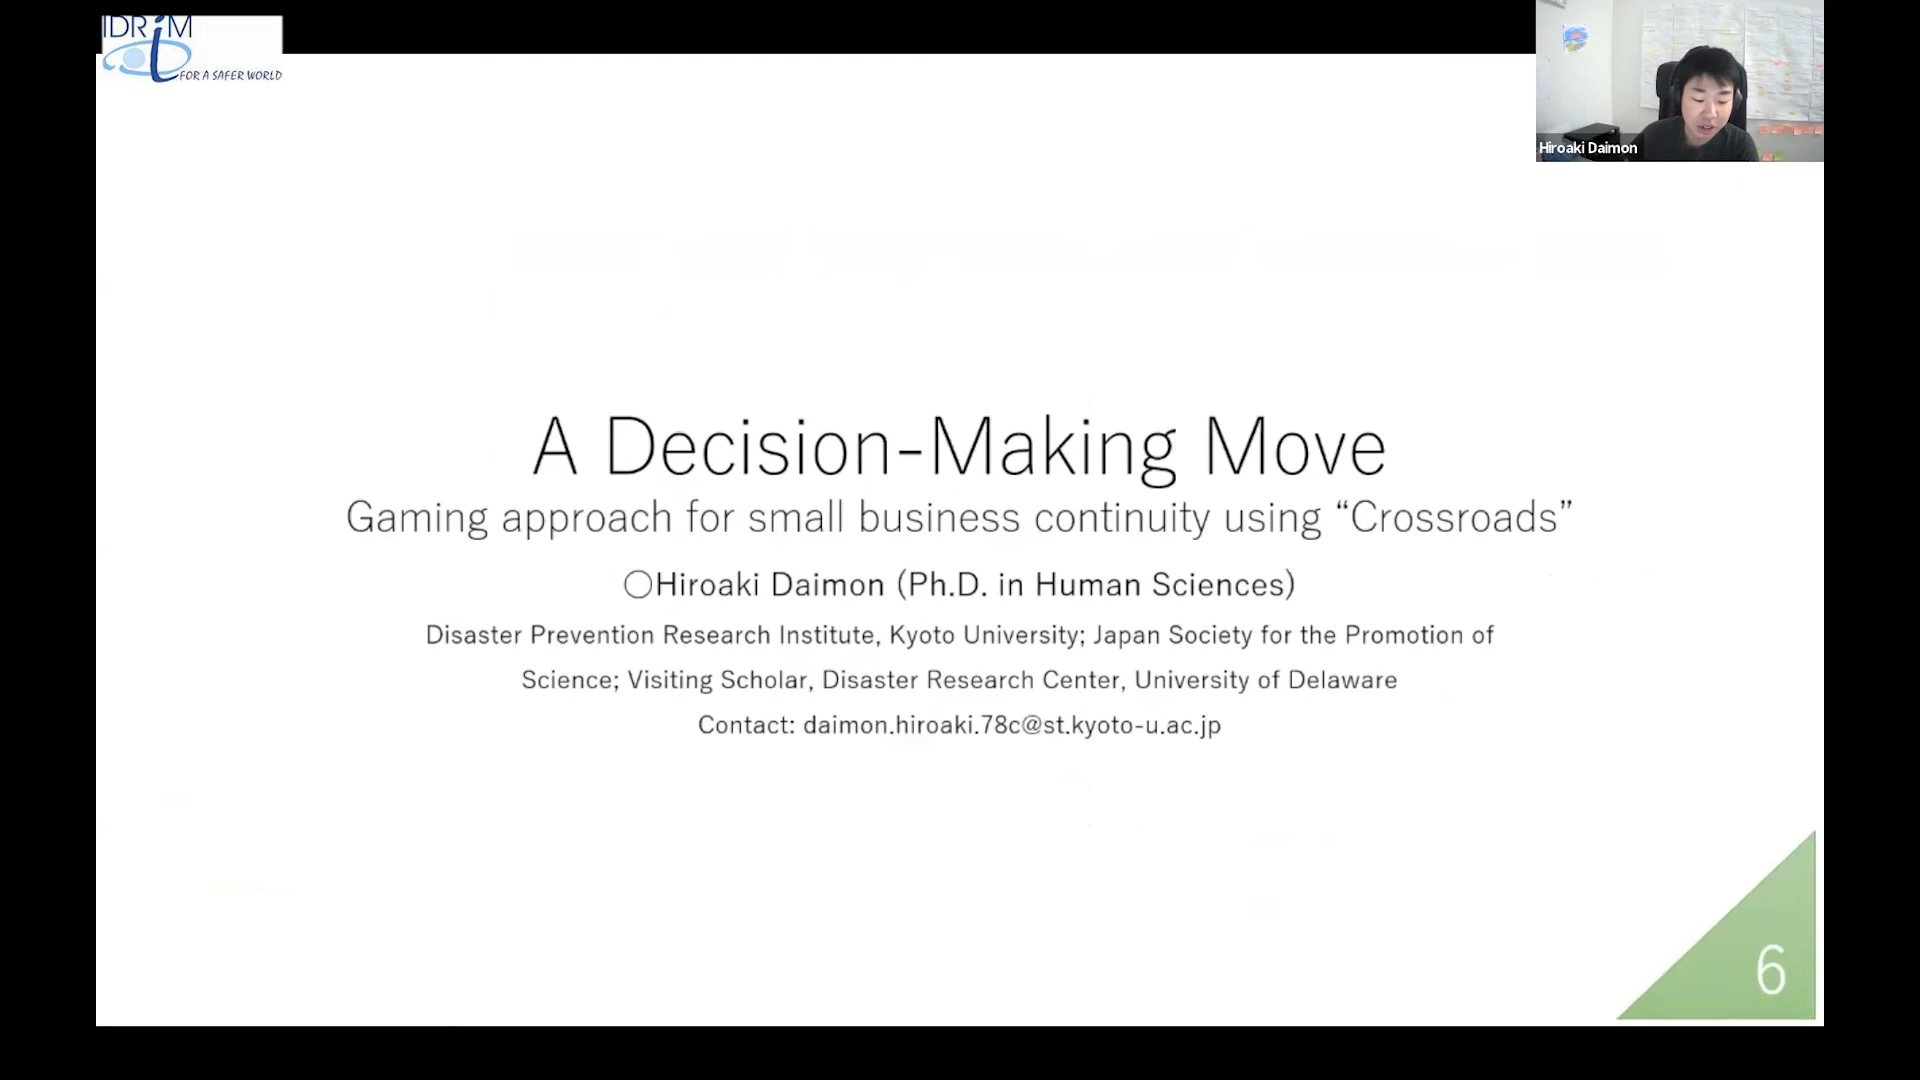 IDRiM
FOR A SAFER WORLD
Hiroaki Daimon
A Decision-Making Move
Gaming approach for small business continuity using “Crossroads”
○Hiroaki Daimon (Ph.D. in Human Sciences)
Disaster Prevention Research Institute, Kyoto University; Japan Society for the Promotion of
Science; Visiting Scholar, Disaster Research Center, University of Delaware
Contact: daimon.hiroaki.78c@st.kyoto-u.ac.jp
6